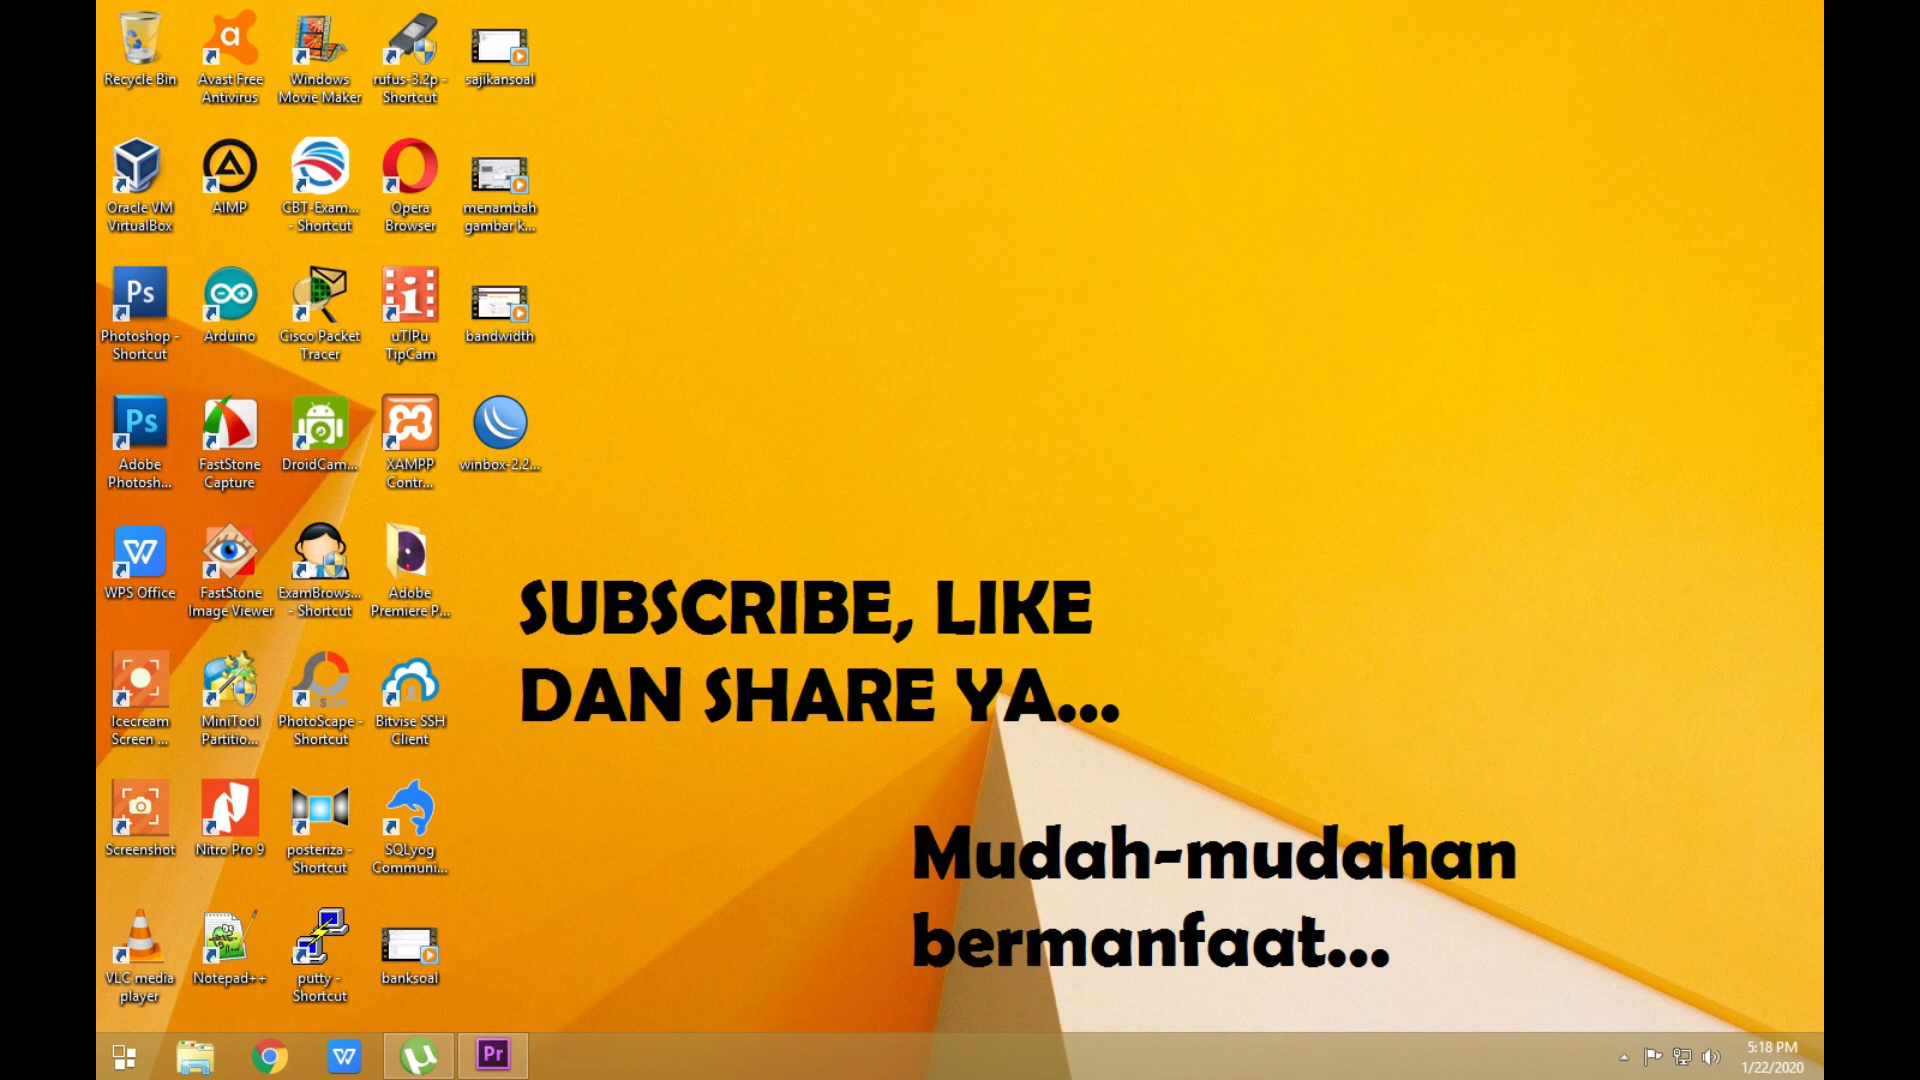 Recycle Bin
Avast Free
Antivirus
Windows
Movie Maker
rufus-3.2p -
Shortcut
sajikansoal
Oracle VM
VirtualBox
AIMP
CBT-Exam...
- Shortcut
Opera
Browser
menambah
gambar k...
Ps
Photoshop -
Shortcut
Arduino
Cisco Packet
Tracer
uTIPu
TipCam
bandwidth
Ps
Adobe
Photosh...
FastStone
Capture
DroidCam...
XAMPP
Contr...
winbox-2.2...
WPS Office
FastStone
Image Viewer
ExamBrows...
- Shortcut
Adobe
Premiere P...
SUBSCRIBE, LIKE
DAN SHARE YA...
Icecream
Screen ...
MiniTool
Partitio...
PhotoScape -
Shortcut
Bitvise SSH
Client
Screenshot
Nitro Pro 9
posteriza -
Shortcut
SQLyog
Communi...
Mudah-mudahan
bermanfaat...
VLC media
player
Notepad++
putty -
Shortcut
banksoal
Pr
5:18 PM
1/22/2020